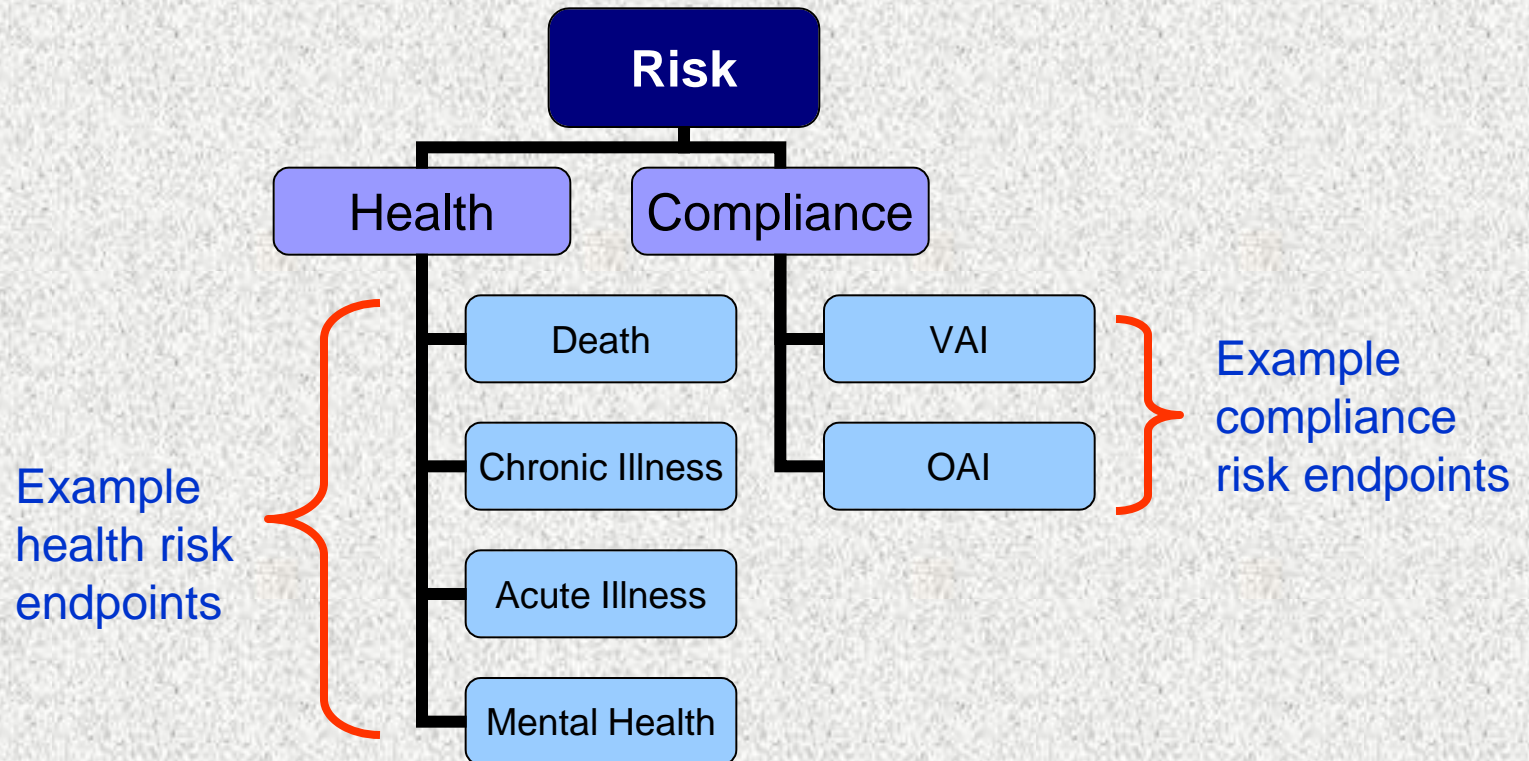 Risk
Health
Compliance
Death
Chronic Illness
Acute Illness
Mental Health
VAI
OAI
Example
health risk
endpoints
Example
compliance
risk endpoints